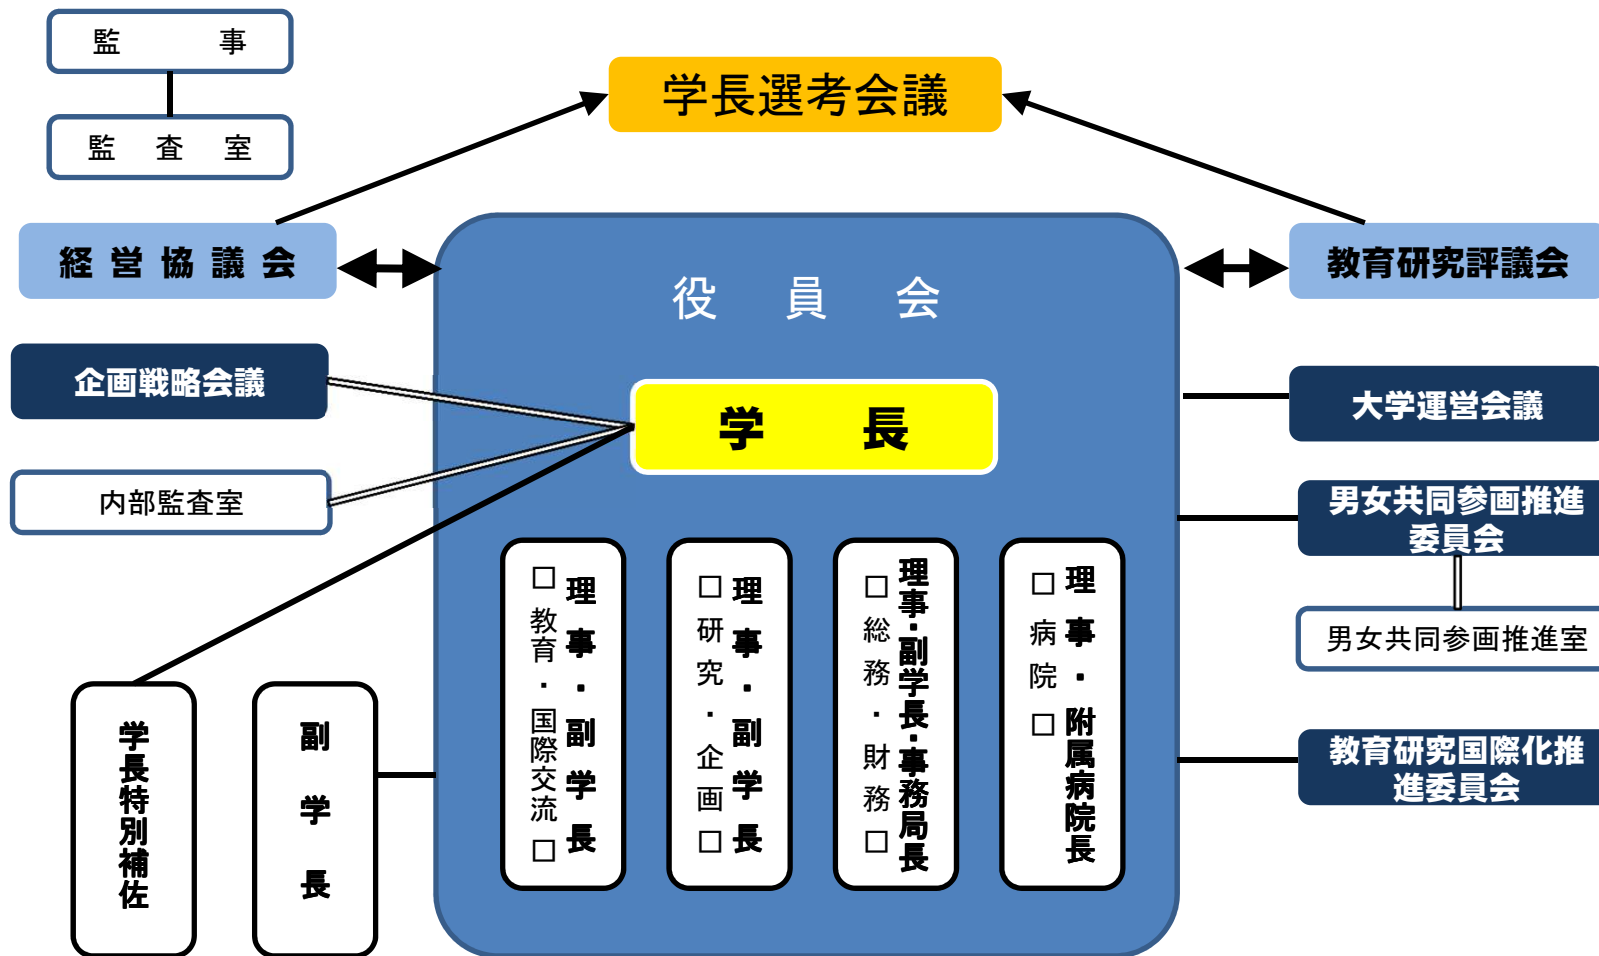 監　事
学長選考会議
監　査　室
経営協議会
教育研究評議会
役　員　会
企画戦略会議
学　長
大学運営会議
内部監査室
男女共同参画推進
委員会
男女共同参画推進室
理事・副学長
□教育・国際交流□
理事・副学長
□研究・企画□
理事・副学長・事務局長
□総務・財務□
理事・附属病院長
□病院□
学長特別補佐
副学長
教育研究国際化推
進委員会